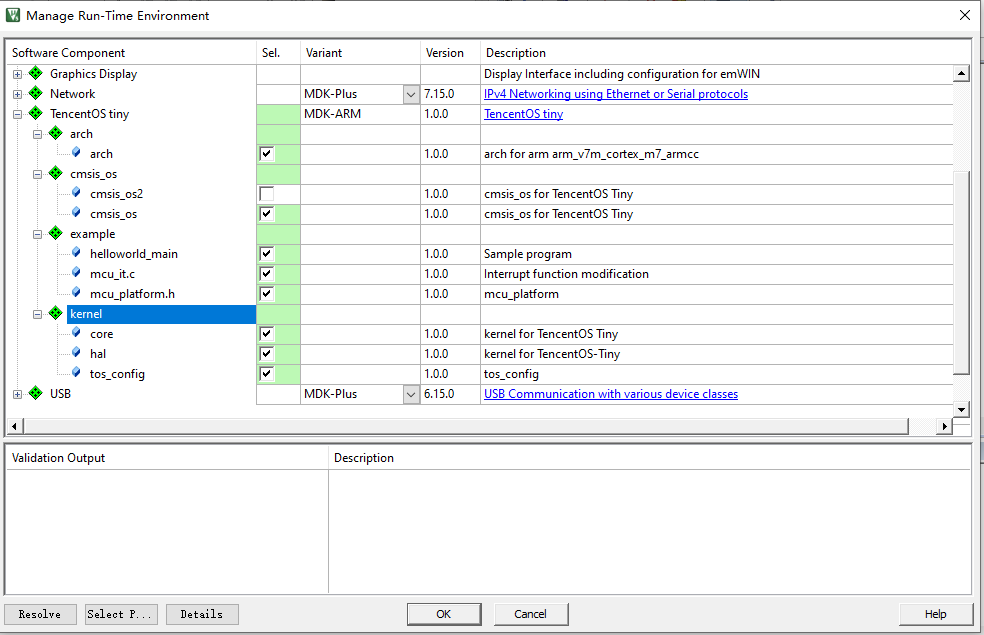 Manage Run-Time Environment
Software Component Sel. Variant Version Description
Graphics Display Display Interface including configuration for emWIN
Network MDK-Plus 7.15.0 IPv4 Networking using Ethernet or Serial protocols
TencentOS tiny MDK-ARM 1.0.0 TencentOS tiny
arch
arch 1.0.0 arch for arm arm_v7m_cortex_m7_armcc
cmsis_os
cmsis_os2 1.0.0 cmsis_os for TencentOS Tiny
cmsis_os 1.0.0 cmsis_os for TencentOS Tiny
example
helloworld_main 1.0.0 Sample program
mcu_it.c 1.0.0 Interrupt function modification
mcu_platform.h 1.0.0 mcu_platform
kernel
core 1.0.0 kernel for TencentOS Tiny
hal 1.0.0 kernel for TencentOS-Tiny
tos_config 1.0.0 tos_config
USB MDK-Plus 6.15.0 USB Communication with various device classes
Validation Output Description
Resolve Select P... Details OK Cancel Help